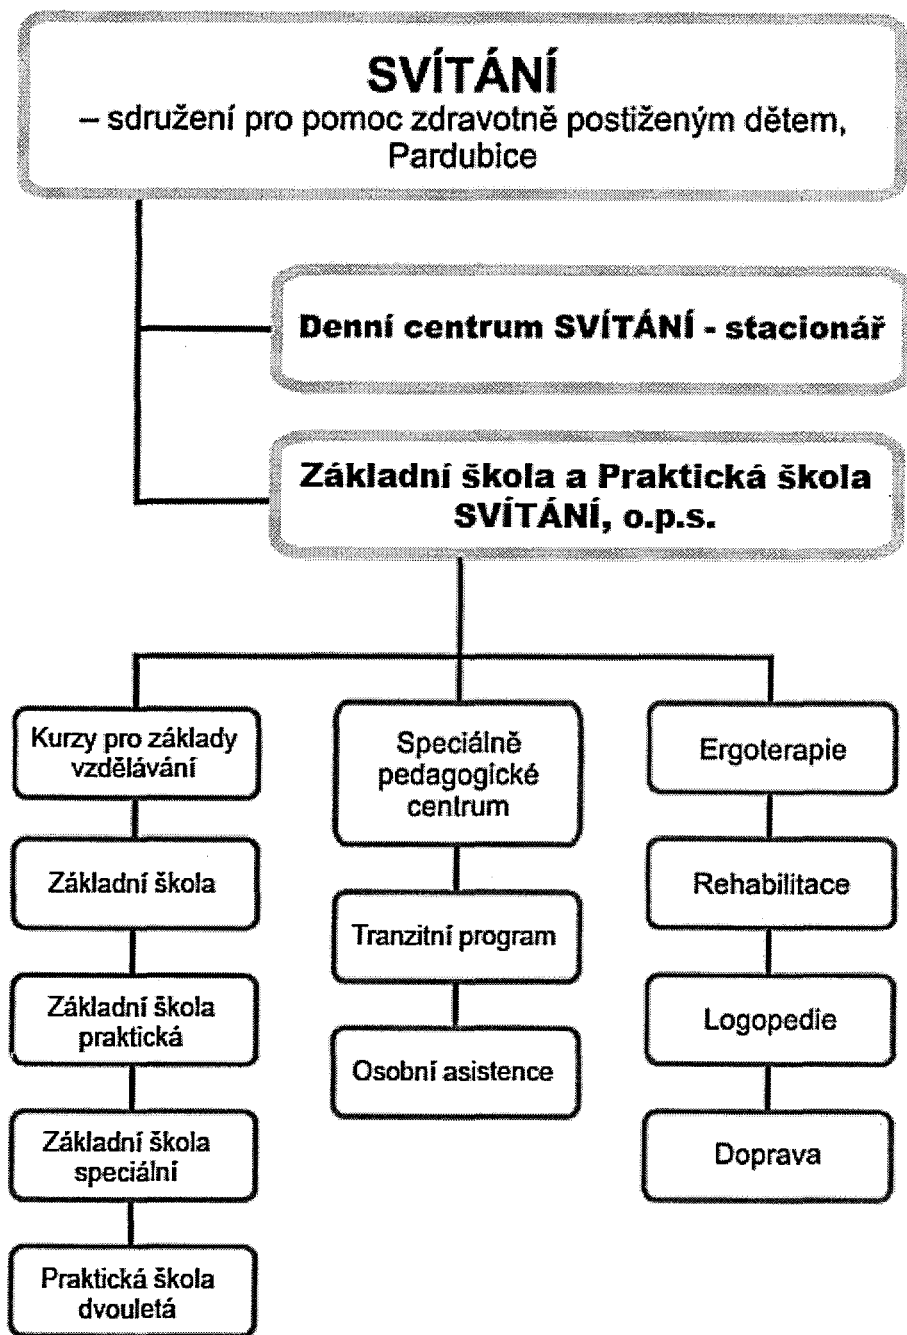 SVÍTÁNÍ
– sdružení pro pomoc zdravotně postiženým dětem,
Pardubice
Denní centrum SVÍTÁNÍ - stacionář
Základní škola a Praktická škola
SVÍTÁNÍ, o.p.s.
Kurzy pro základy
vzdělávání
Základní škola
Základní škola
praktická
Základní škola
speciální
Praktická škola
dvouletá
Speciálně
pedagogické
centrum
Tranzitní program
Osobní asistence
Ergoterapie
Rehabilitace
Logopedie
Doprava